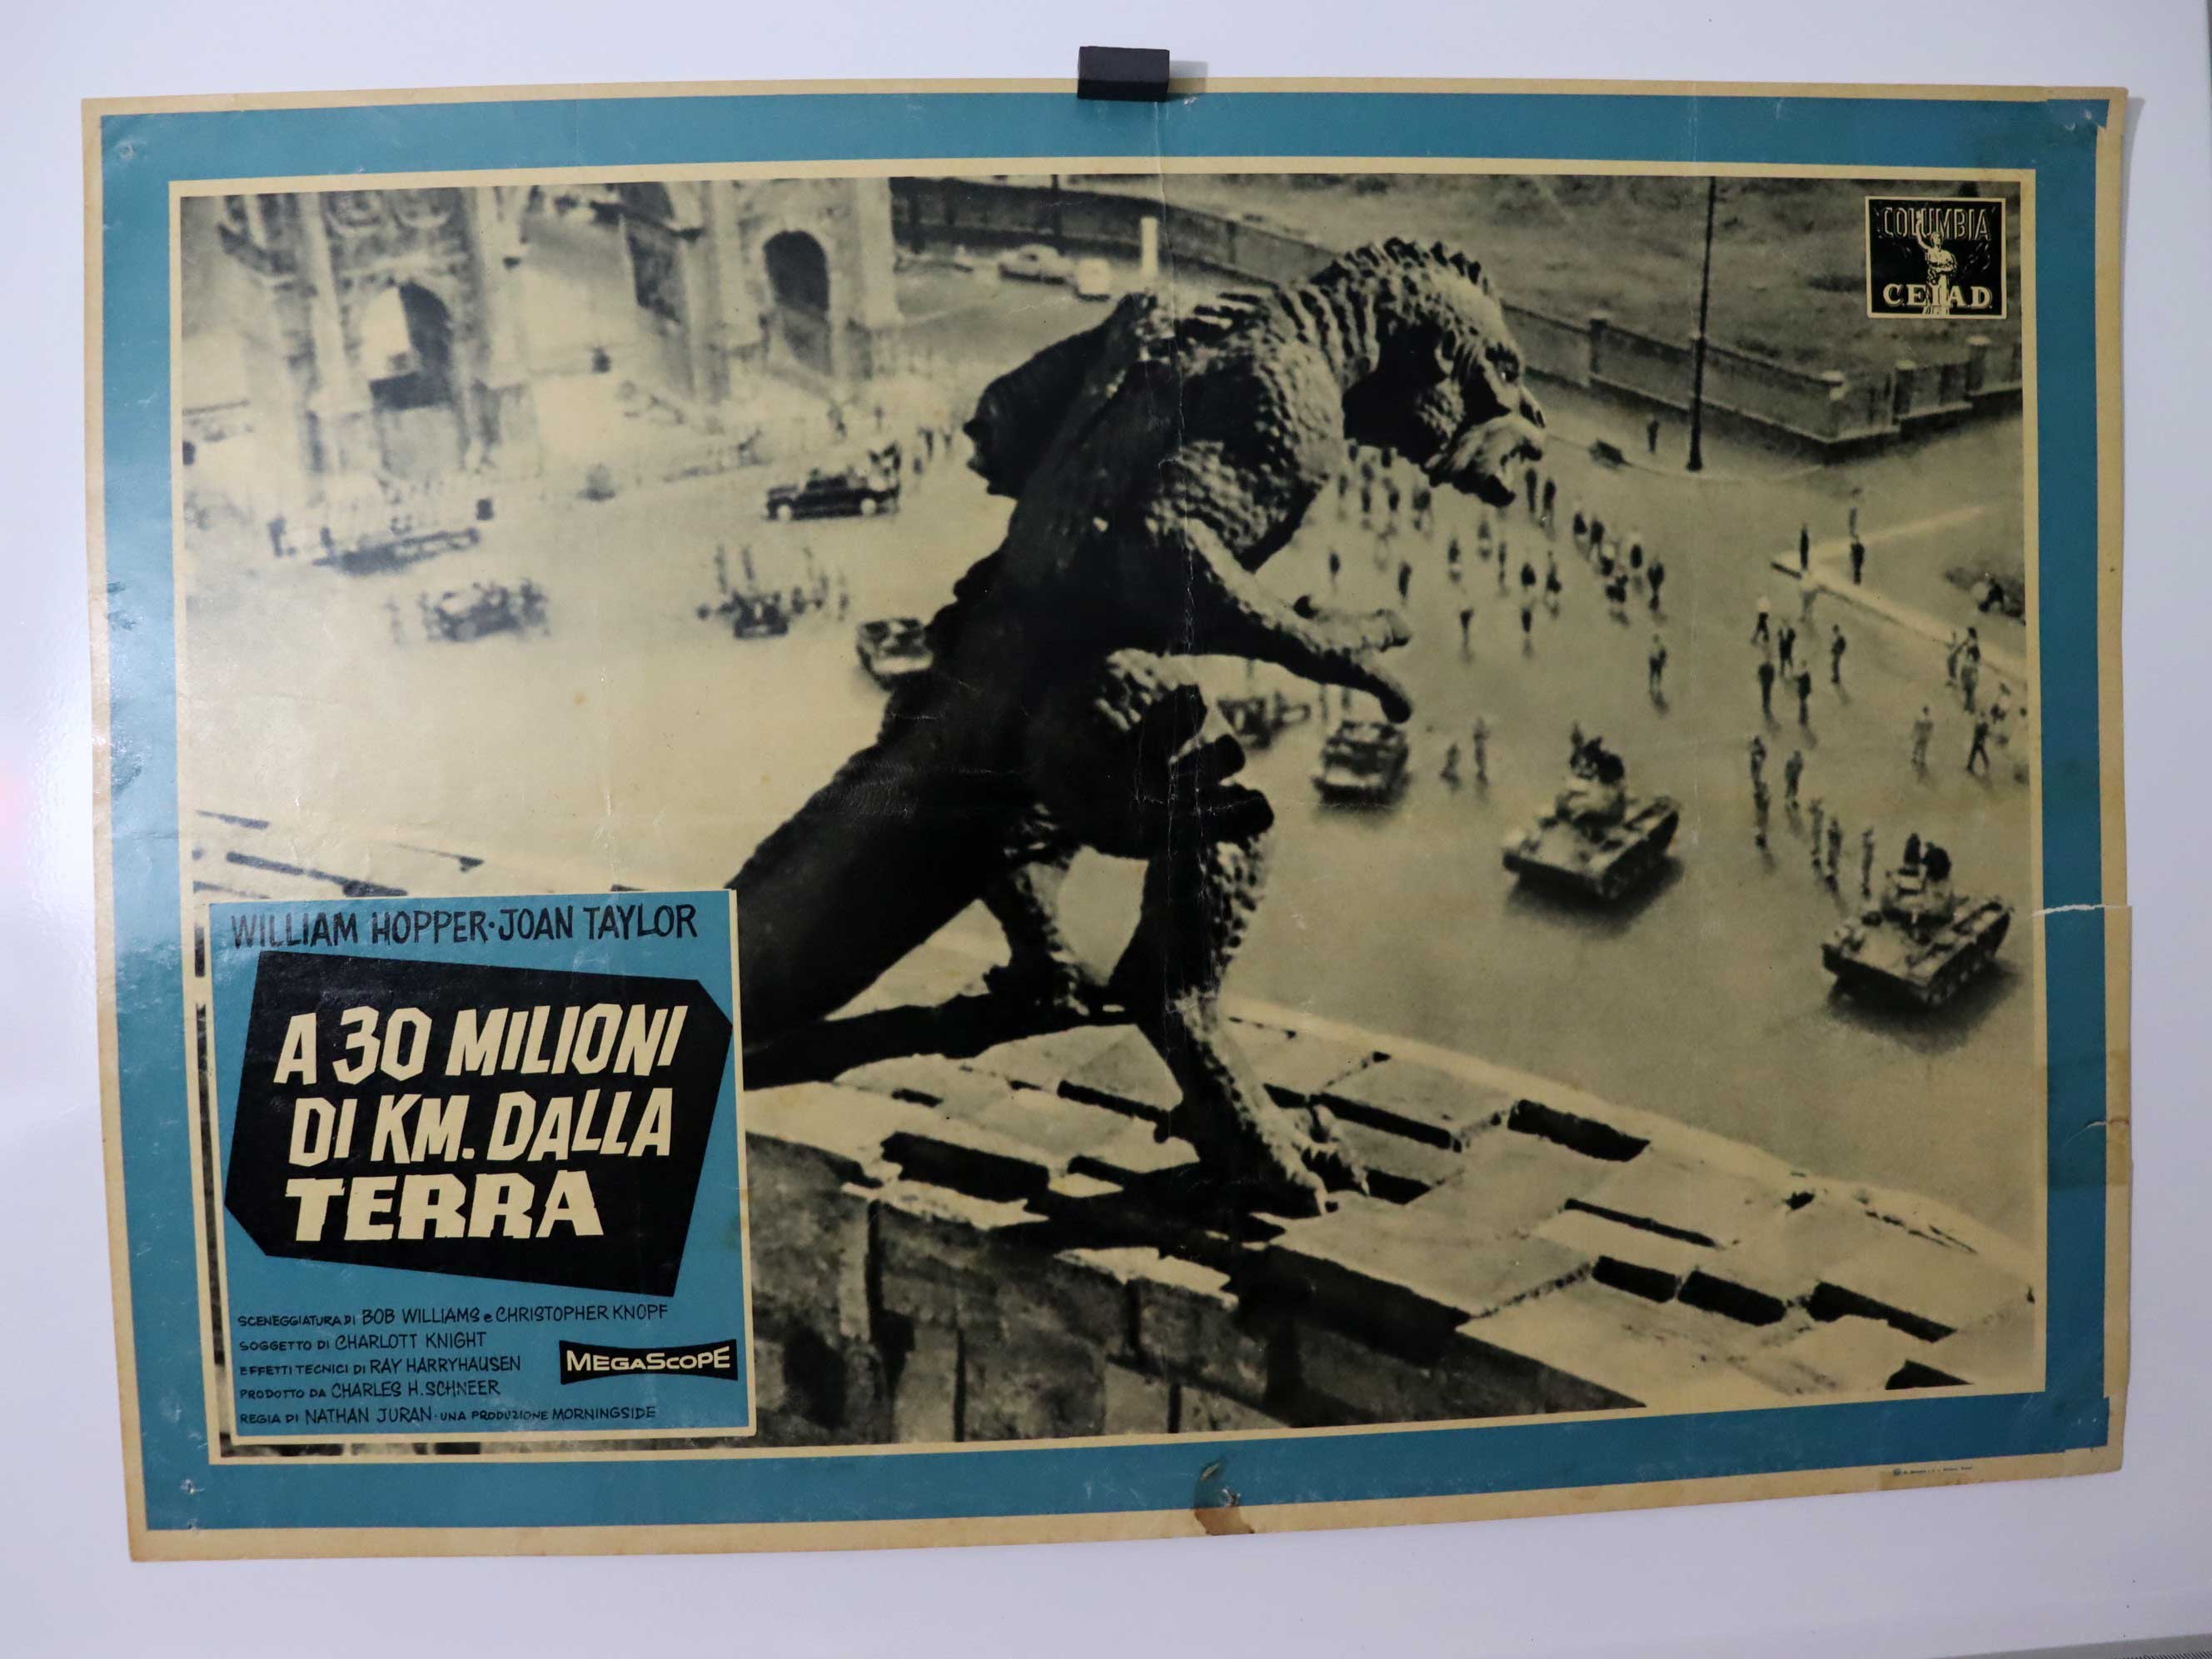 COLUMBIA
CEIAD
WILLIAM HOPPER·JOAN TAYLOR
A 30 MILIONI
DI KM. DALLA
TERRA
SCENEGGIATURA DI BOB WILLIAMS e CHRISTOPHER KNOPF
SOGGETTO DI CHARLOTT KNIGHT
EFFETTI TECNICI DI RAY HARRYHAUSEN
PRODOTTO DA CHARLES H. SCHNEER
REGIA DI NATHAN JURAN·UNA PRODUZIONE MORNINGSIDE
MEGASCOPE